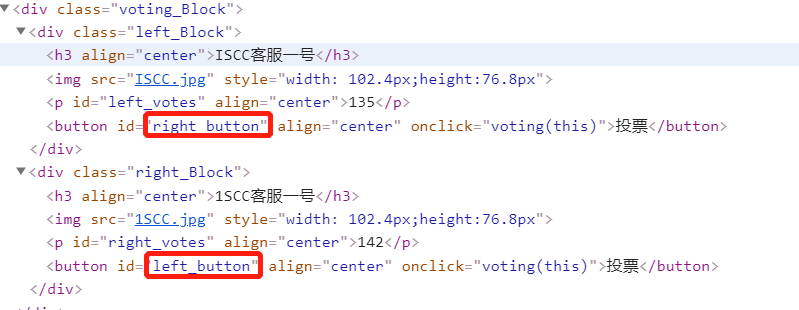 ▼<div class="voting_Block">
▼<div class="left_Block">
<h3 align="center">ISCC客服一号</h3>
<img src="ISCC.jpg" style="width: 102.4px;height:76.8px">
<p id="left_votes" align="center">135</p>
<button id="right_button" align="center" onclick="voting(this)">投票</button>
</div>
▼<div class="right_Block">
<h3 align="center">1SCC客服一号</h3>
<img src="1SCC.jpg" style="width: 102.4px;height:76.8px">
<p id="right_votes" align="center">142</p>
<button id="left_button" align="center" onclick="voting(this)">投票</button>
</div>